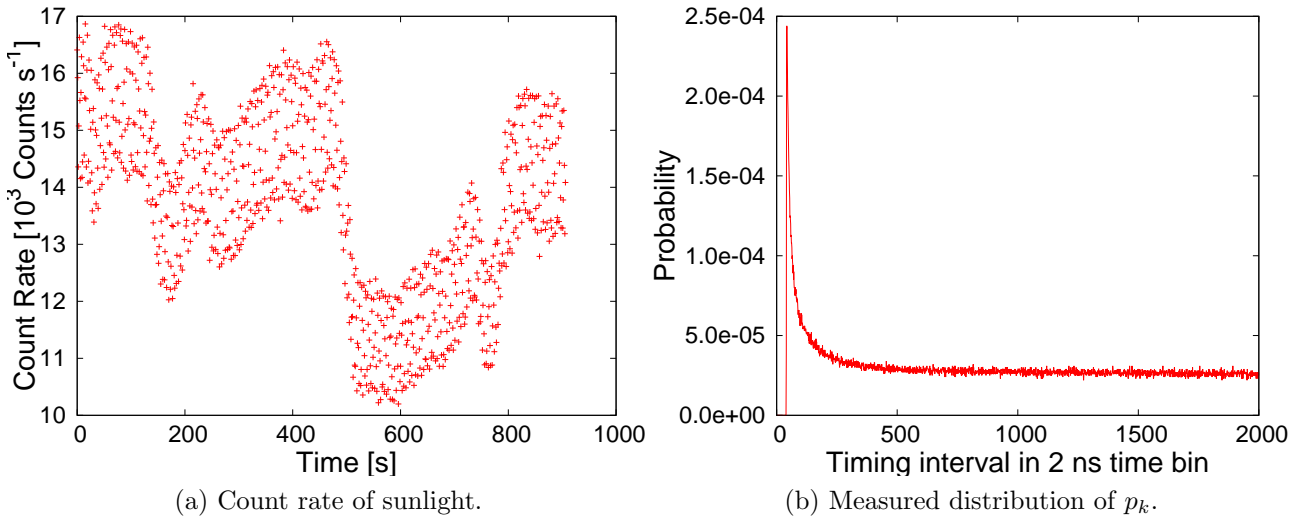 17
16
15
14
13
12
11
10
Count Rate [10³ Counts s⁻¹]
0 200 400 600 800 1000
Time [s]
(a) Count rate of sunlight.
2.5e-04
2.0e-04
1.5e-04
1.0e-04
5.0e-05
0.0e+00
Probability
0 500 1000 1500 2000
Timing interval in 2 ns time bin
(b) Measured distribution of pₖ.